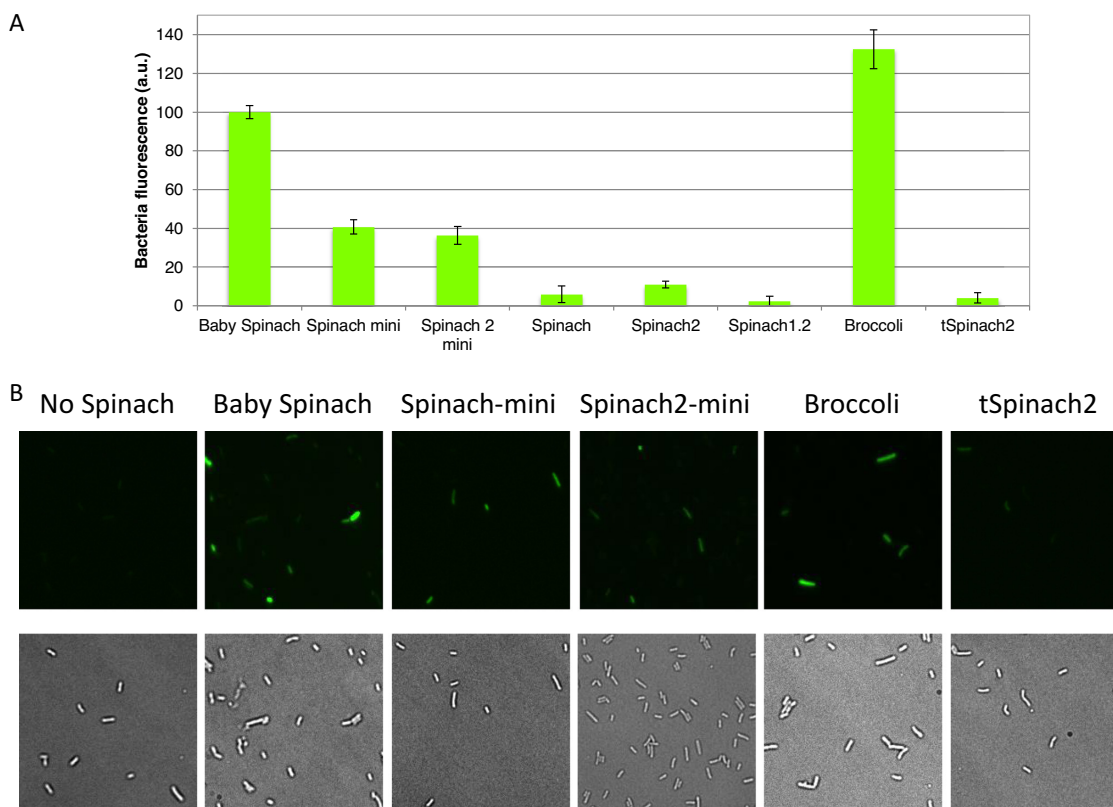 A
Bacteria fluorescence (a.u.)
140
120
100
80
60
40
20
0
Baby Spinach Spinach mini Spinach 2 mini Spinach Spinach2 Spinach1.2 Broccoli tSpinach2
B
No Spinach Baby Spinach Spinach-mini Spinach2-mini Broccoli tSpinach2